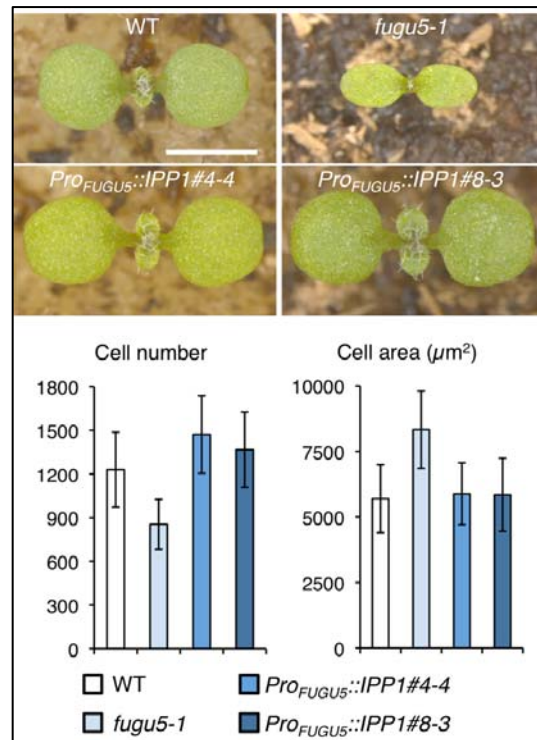 WT
fugu5-1
ProFUGU5::IPP1#4-4
ProFUGU5::IPP1#8-3
Cell number
1800
1500
1200
900
600
300
0
Cell area (µm²)
10000
7500
5000
2500
0
WT
ProFUGU5::IPP1#4-4
fugu5-1
ProFUGU5::IPP1#8-3